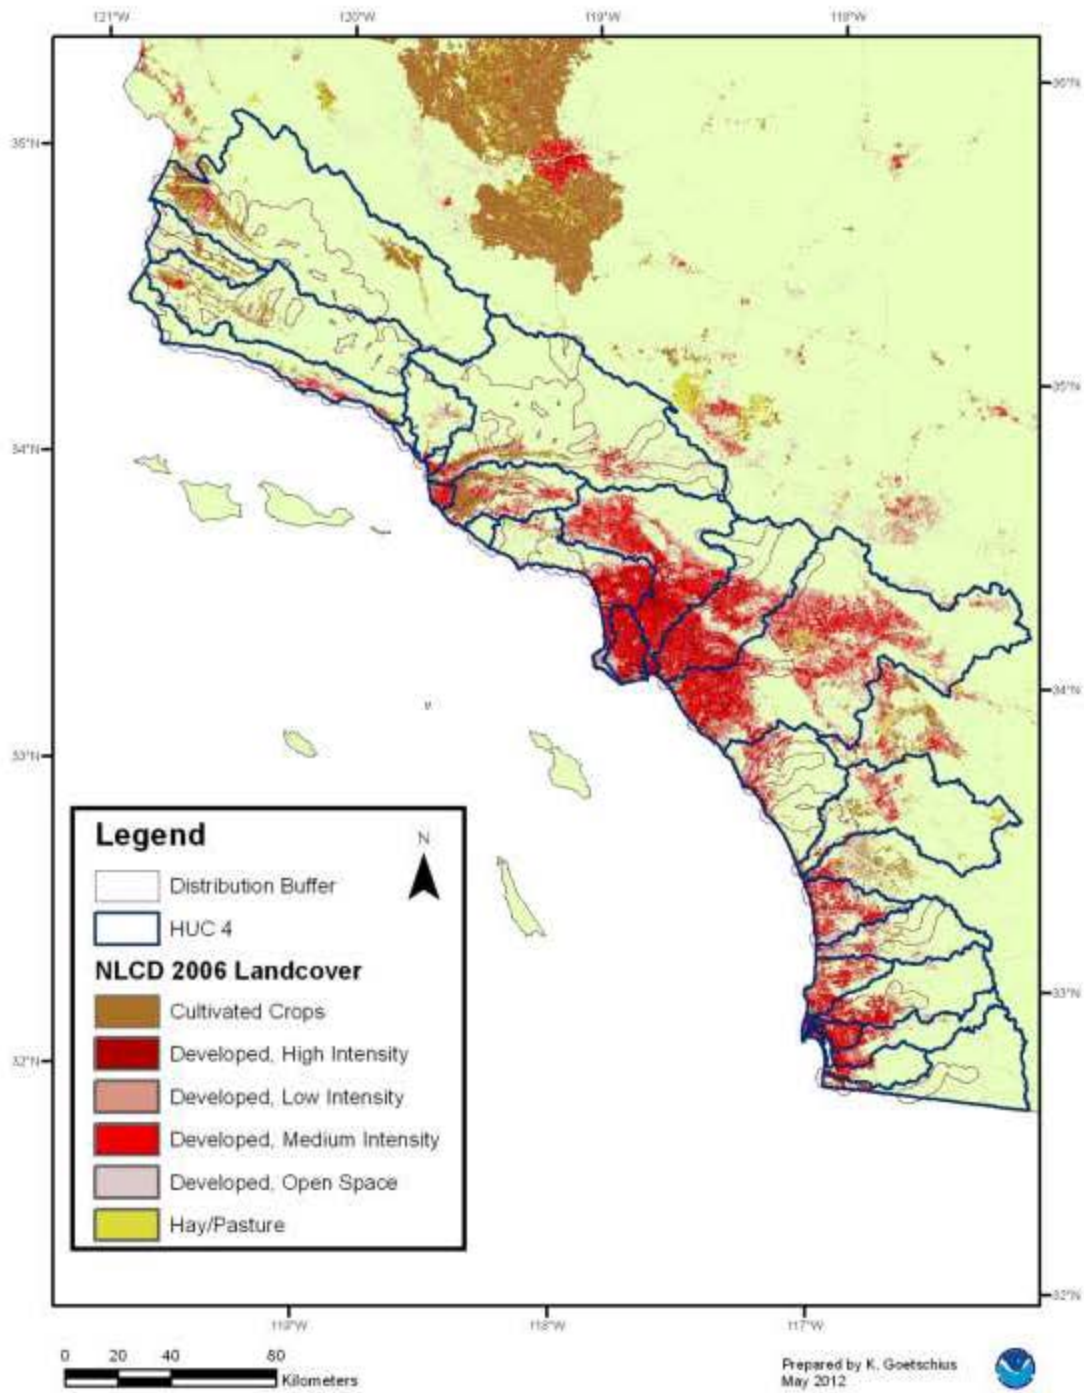 121°W 120°W 119°W 118°W
36°N
35°N
35°N
34°N
34°N
33°N
33°N
32°N
32°N
Legend
N
Distribution Buffer
HUC 4
NLCD 2006 Landcover
Cultivated Crops
Developed, High Intensity
Developed, Low Intensity
Developed, Medium Intensity
Developed, Open Space
Hay/Pasture
119°W 118°W 117°W
0 20 40 80
Kilometers
Prepared by K. Goetschius
May 2012